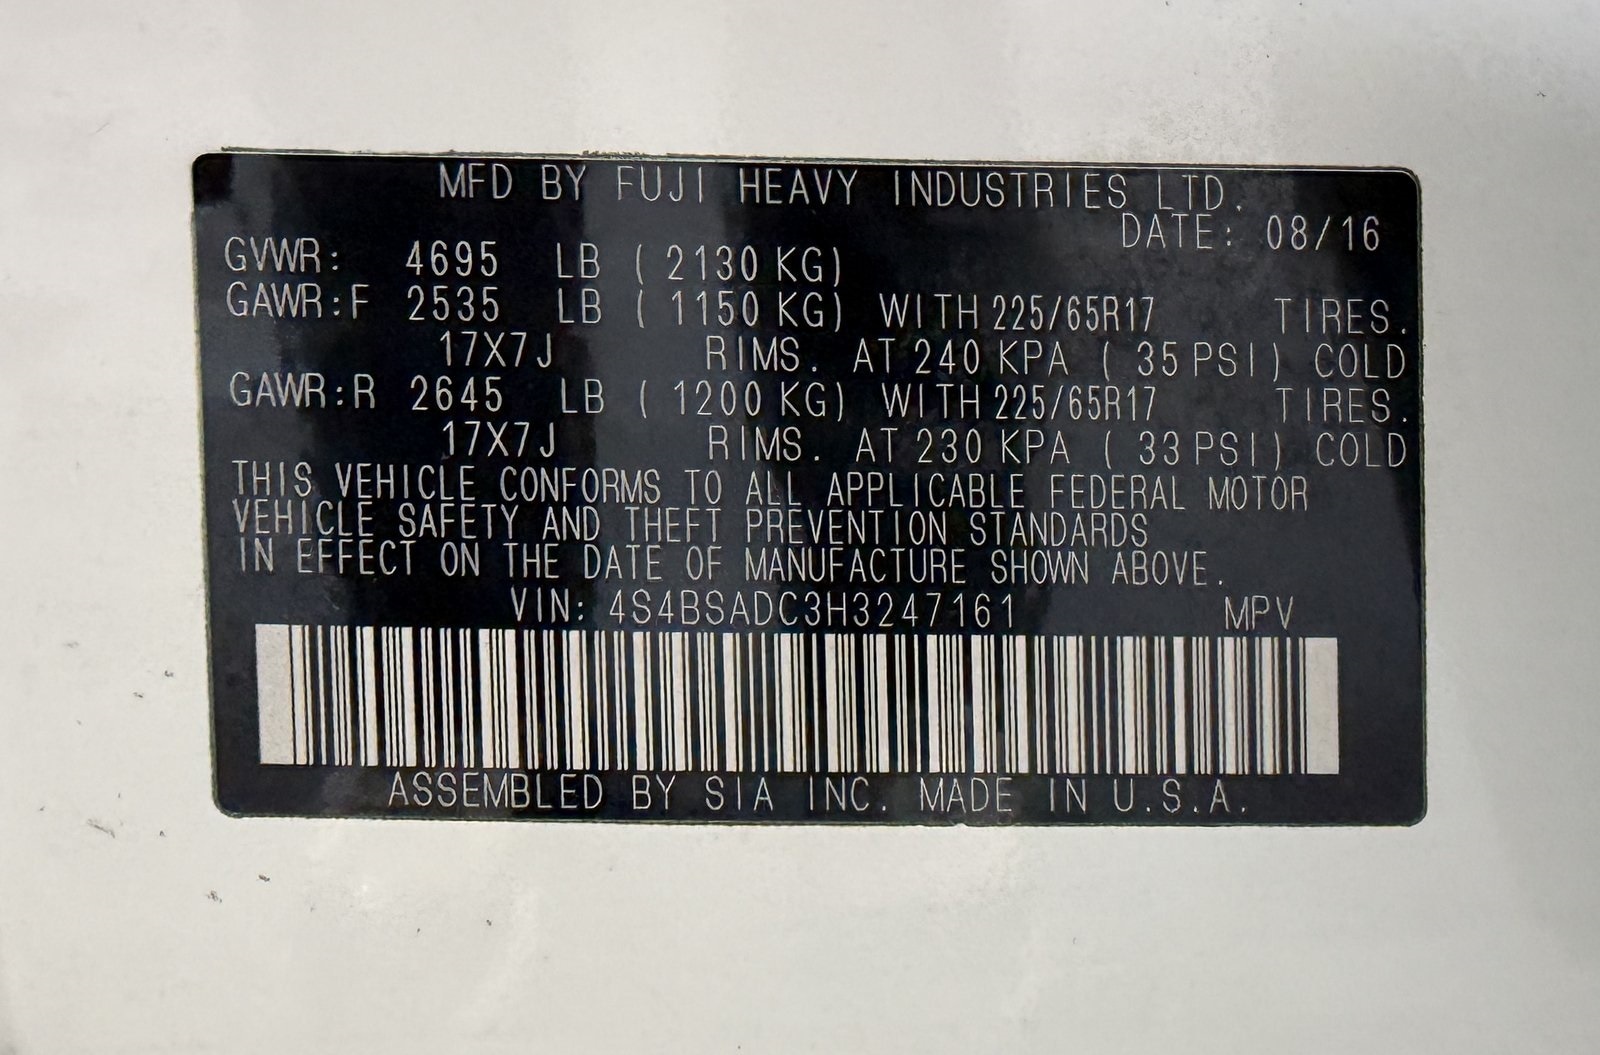 MFD BY FUJI HEAVY INDUSTRIES LTD.
DATE: 08/16
GVWR: 4695 LB ( 2130 KG)
GAWR:F 2535 LB ( 1150 KG) WITH 225/65R17 TIRES.
17X7J RIMS. AT 240 KPA ( 35 PSI) COLD
GAWR:R 2645 LB ( 1200 KG) WITH 225/65R17 TIRES.
17X7J RIMS. AT 230 KPA ( 33 PSI) COLD
THIS VEHICLE CONFORMS TO ALL APPLICABLE FEDERAL MOTOR
VEHICLE SAFETY AND THEFT PREVENTION STANDARDS
IN EFFECT ON THE DATE OF MANUFACTURE SHOWN ABOVE.
VIN: 4S4BSADC3H3247161 MPV
ASSEMBLED BY SIA INC. MADE IN U.S.A.